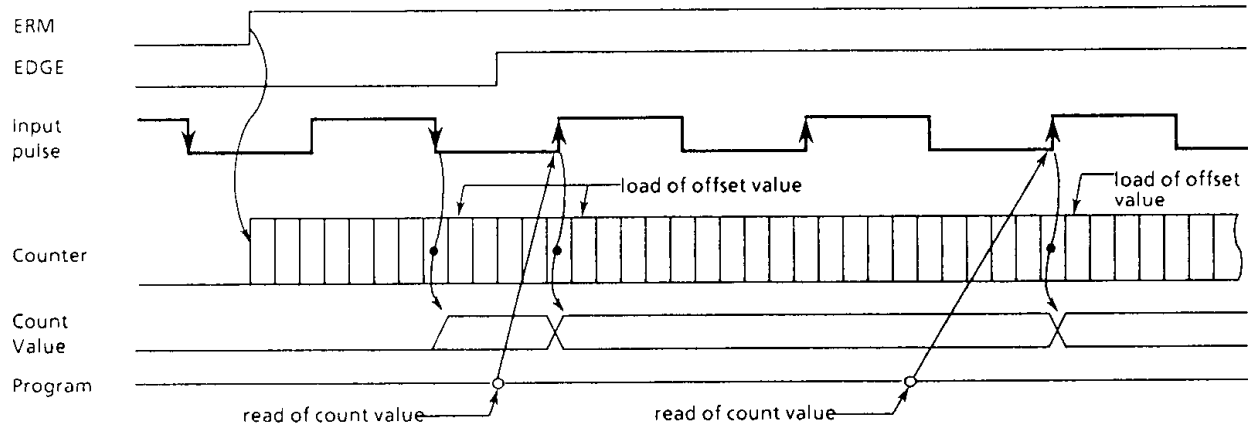 ERM
EDGE
input
pulse
load of offset value
load of offset
value
Counter
Count
Value
Program
read of count value
read of count value